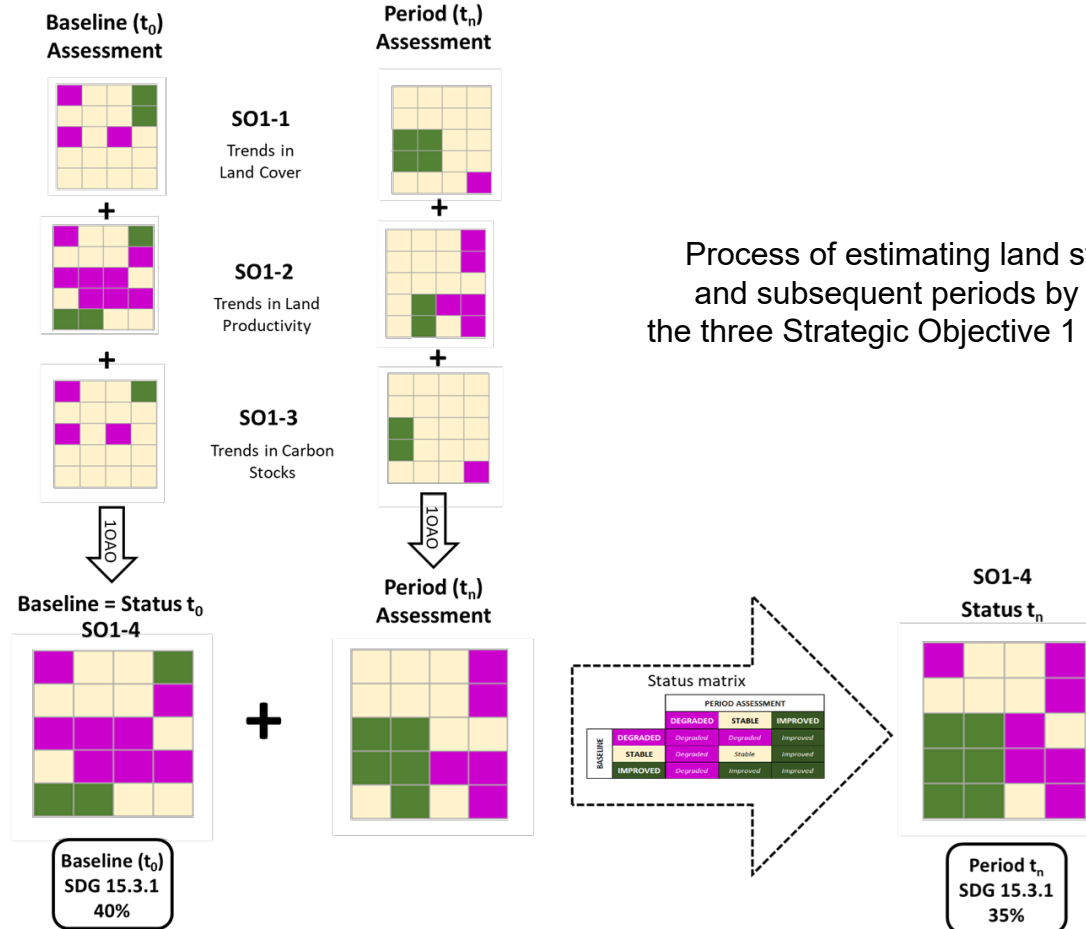 Baseline (t₀)
Assessment
Period (tₙ)
Assessment
SO1-1
Trends in
Land Cover
+
+
SO1-2
Trends in Land
Productivity
+
+
SO1-3
Trends in Carbon
Stocks
Process of estimating land st
and subsequent periods by
the three Strategic Objective 1
1OAO
1OAO
Baseline = Status t₀
SO1-4
Period (tₙ)
Assessment
+
Status matrix
PERIOD ASSESSMENT
DEGRADED STABLE IMPROVED
BASELINE
DEGRADED Degraded Degraded Improved
STABLE Degraded Stable Improved
IMPROVED Degraded Improved Improved
SO1-4
Status tₙ
Baseline (t₀)
SDG 15.3.1
40%
Period tₙ
SDG 15.3.1
35%